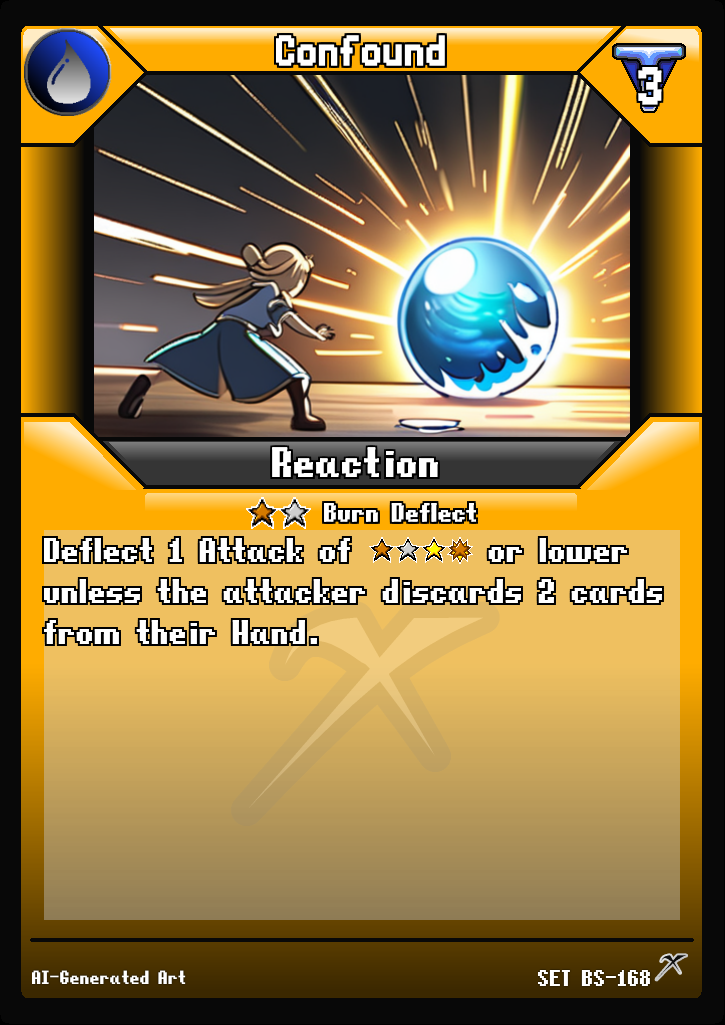 Confound
3
Reaction
Burn Deflect
Deflect 1 Attack of or lower
unless the attacker discards 2 cards
from their Hand.
AI-Generated Art
SET BS-168